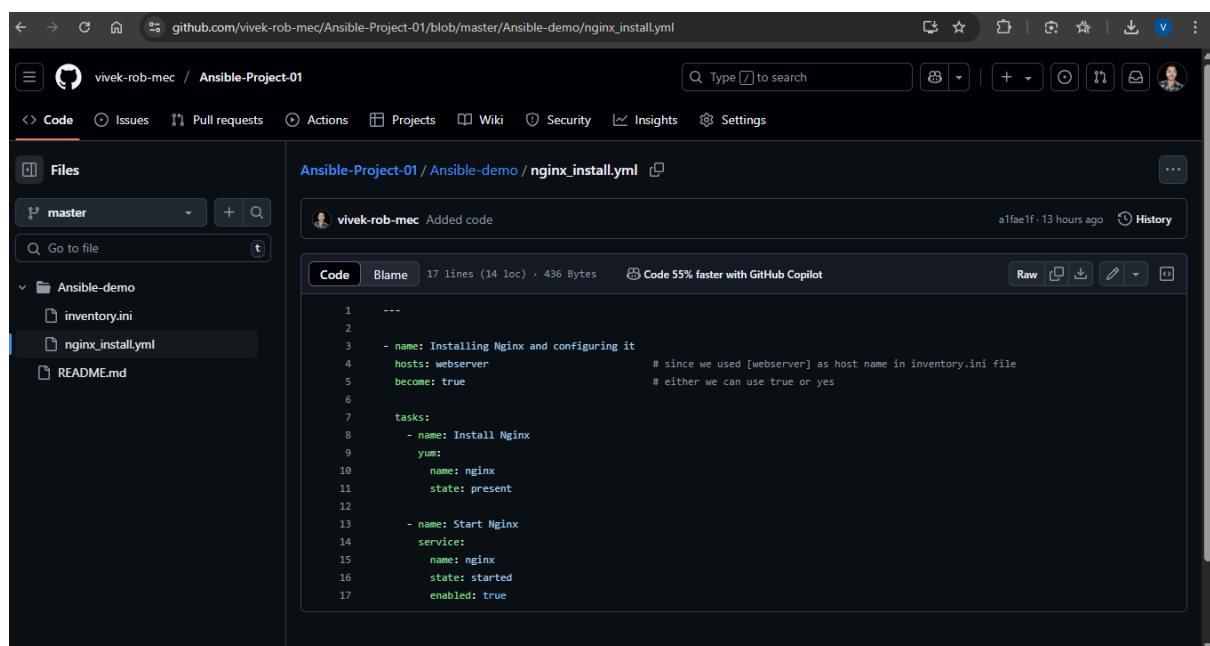 github.com/vivek-rob-mec/Ansible-Project-01/blob/master/Ansible-demo/nginx_install.yml
V
vivek-rob-mec / Ansible-Project-01
Type / to search
<> Code
Issues
Pull requests
Actions
Projects
Wiki
Security
Insights
Settings
Files
master
Go to file
t
Ansible-demo
inventory.ini
nginx_install.yml
README.md
Ansible-Project-01 / Ansible-demo / nginx_install.yml
vivek-rob-mec Added code
a1fae1f · 13 hours ago
History
Code
Blame
17 lines (14 loc) · 436 Bytes
Code 55% faster with GitHub Copilot
Raw
1 ---
2
3 - name: Installing Nginx and configuring it
4 hosts: webserver # since we used [webserver] as host name in inventory.ini file
5 become: true # either we can use true or yes
6
7 tasks:
8 - name: Install Nginx
9 yum:
10 name: nginx
11 state: present
12
13 - name: Start Nginx
14 service:
15 name: nginx
16 state: started
17 enabled: true